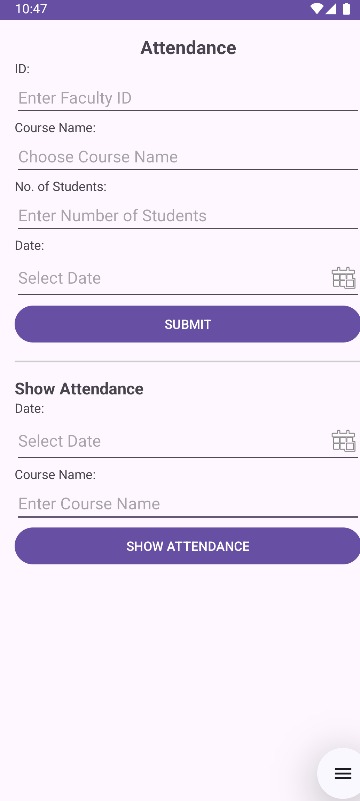 10:47
Attendance
ID:
Enter Faculty ID
Course Name:
Choose Course Name
No. of Students:
Enter Number of Students
Date:
Select Date
SUBMIT
Show Attendance
Date:
Select Date
Course Name:
Enter Course Name
SHOW ATTENDANCE